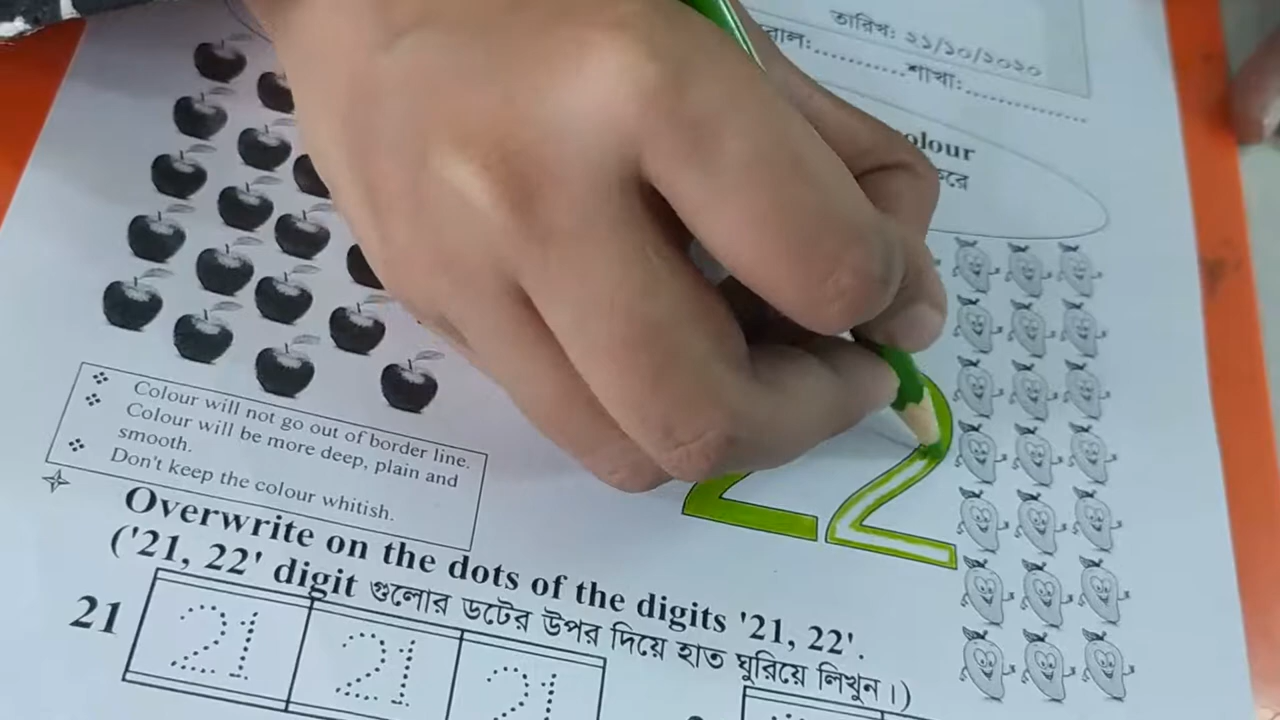 তারিখ: ২১/১০/২০২০
শাখা:
22
Colour will not go out of border line.
Colour will be more deep, plain and
smooth.
Don't keep the colour whitish.
Overwrite on the dots of the digits '21, 22'.
('21, 22' digit গুলোর ডটের উপর দিয়ে হাত ঘুরিয়ে লিখুন।)
21
21 21 21